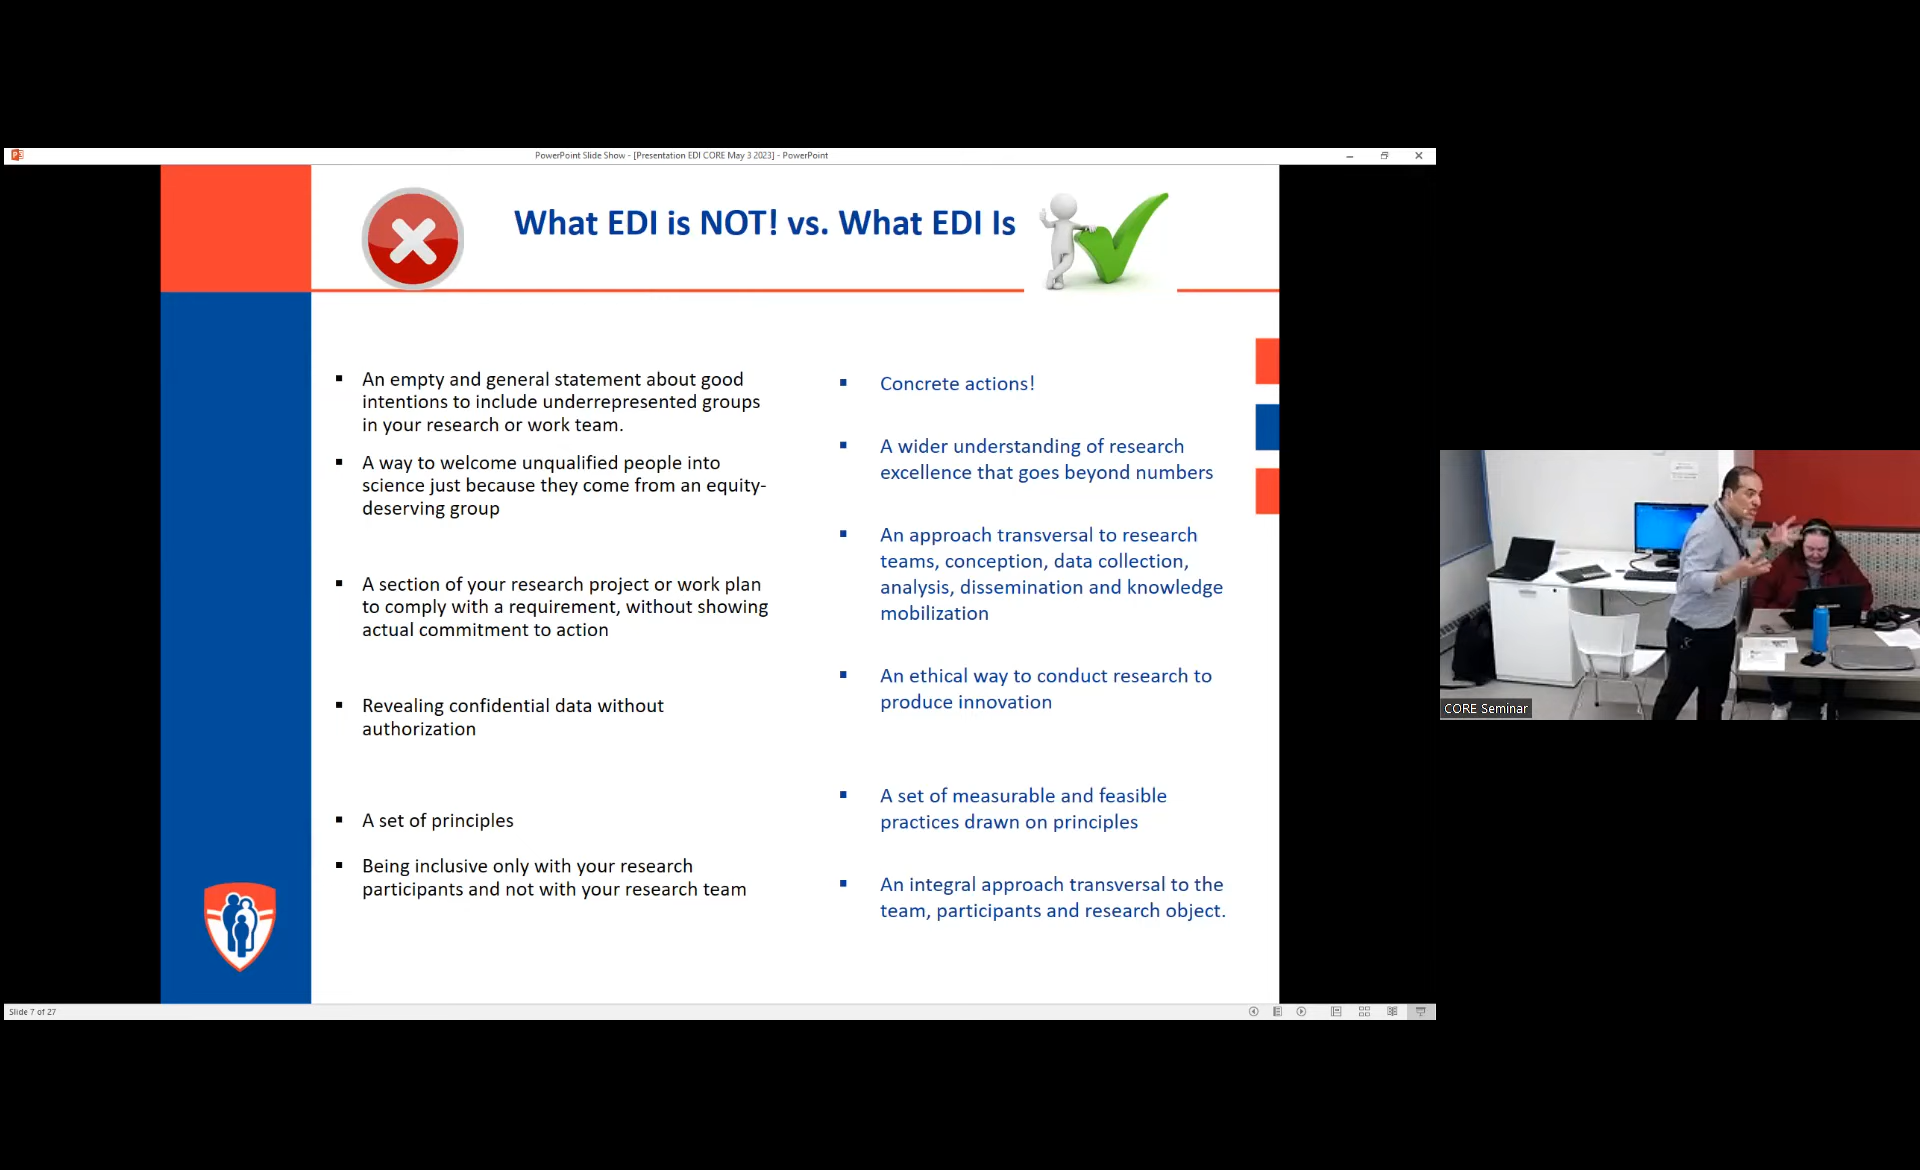 PowerPoint Slide Show - [Presentation EDI CORE May 3 2023] - PowerPoint
What EDI is NOT! vs. What EDI Is
An empty and general statement about good
intentions to include underrepresented groups
in your research or work team.
A way to welcome unqualified people into
science just because they come from an equity-
deserving group
A section of your research project or work plan
to comply with a requirement, without showing
actual commitment to action
Revealing confidential data without
authorization
A set of principles
Being inclusive only with your research
participants and not with your research team
Concrete actions!
A wider understanding of research
excellence that goes beyond numbers
An approach transversal to research
teams, conception, data collection,
analysis, dissemination and knowledge
mobilization
An ethical way to conduct research to
produce innovation
A set of measurable and feasible
practices drawn on principles
An integral approach transversal to the
team, participants and research object.
Slide 7 of 27
CORE Seminar